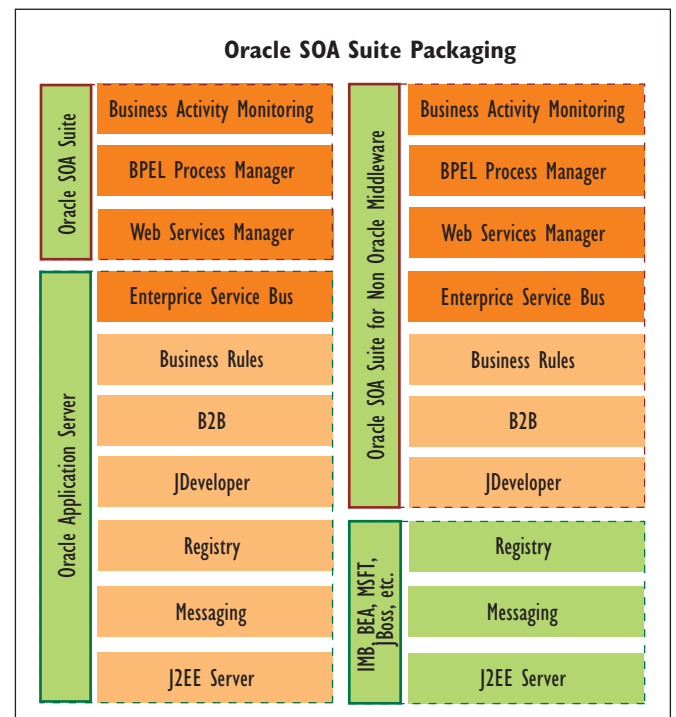 Oracle SOA Suite Packaging
Oracle SOA Suite
Business Activity Monitoring
BPEL Process Manager
Web Services Manager
Oracle Application Server
Enterprice Service Bus
Business Rules
B2B
JDeveloper
Registry
Messaging
J2EE Server
Oracle SOA Suite for Non Oracle Middleware
Business Activity Monitoring
BPEL Process Manager
Web Services Manager
Enterprice Service Bus
Business Rules
B2B
JDeveloper
IMB, BEA, MSFT,
JBoss, etc.
Registry
Messaging
J2EE Server